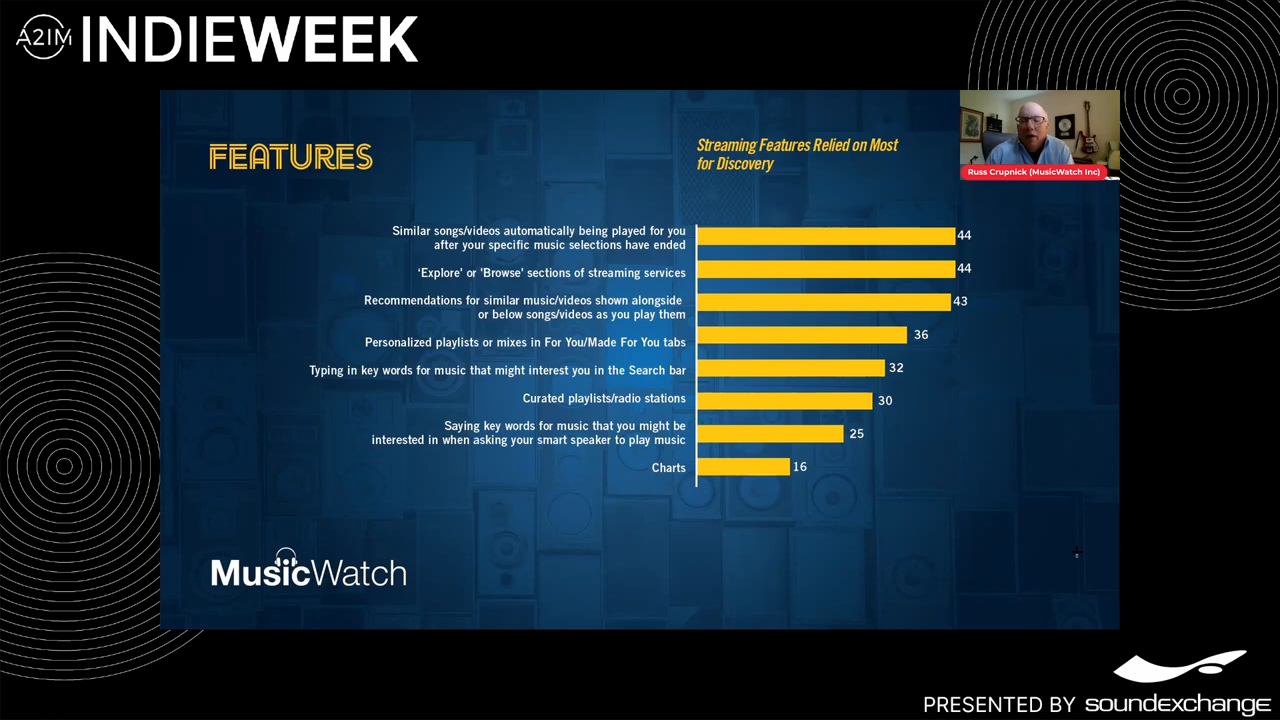 A2IM INDIEWEEK
FEATURES
Streaming Features Relied on Most
for Discovery
Russ Crupnick (MusicWatch Inc)
Similar songs/videos automatically being played for you
after your specific music selections have ended
44
'Explore' or 'Browse' sections of streaming services
44
Recommendations for similar music/videos shown alongside
or below songs/videos as you play them
43
Personalized playlists or mixes in For You/Made For You tabs
36
Typing in key words for music that might interest you in the Search bar
32
Curated playlists/radio stations
30
Saying key words for music that you might be
interested in when asking your smart speaker to play music
25
Charts
16
MusicWatch
PRESENTED BY soundexchange